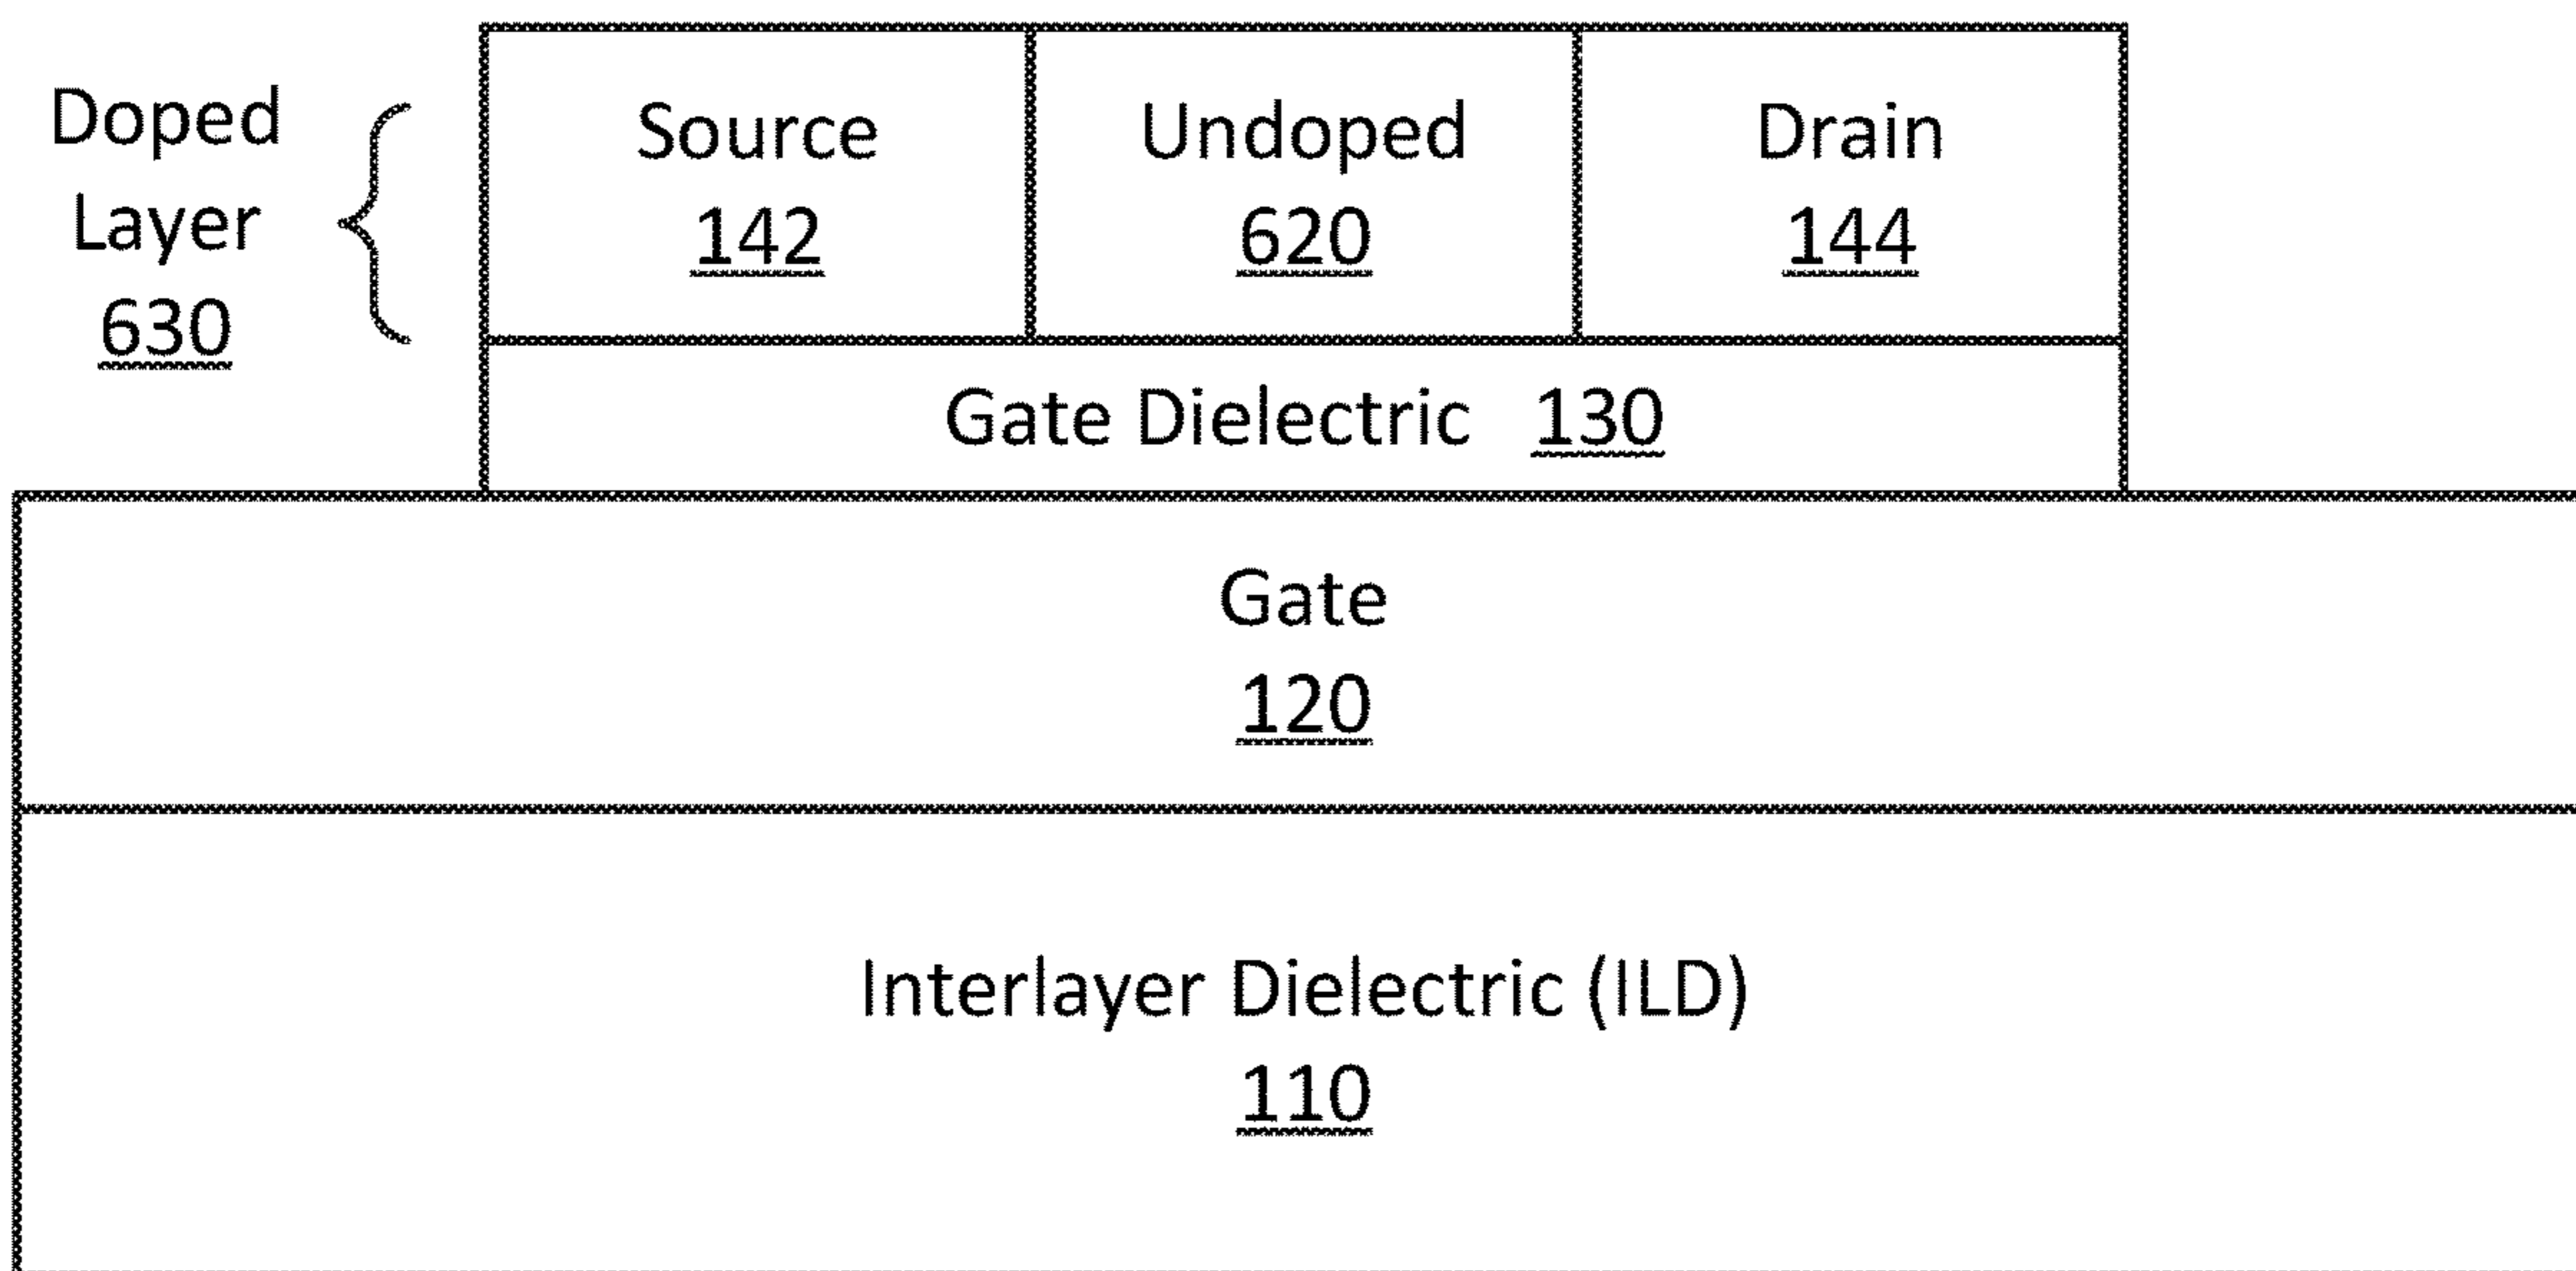 Doped
Layer
630
Source
142
Undoped
620
Drain
144
Gate Dielectric 130
Gate
120
Interlayer Dielectric (ILD)
110